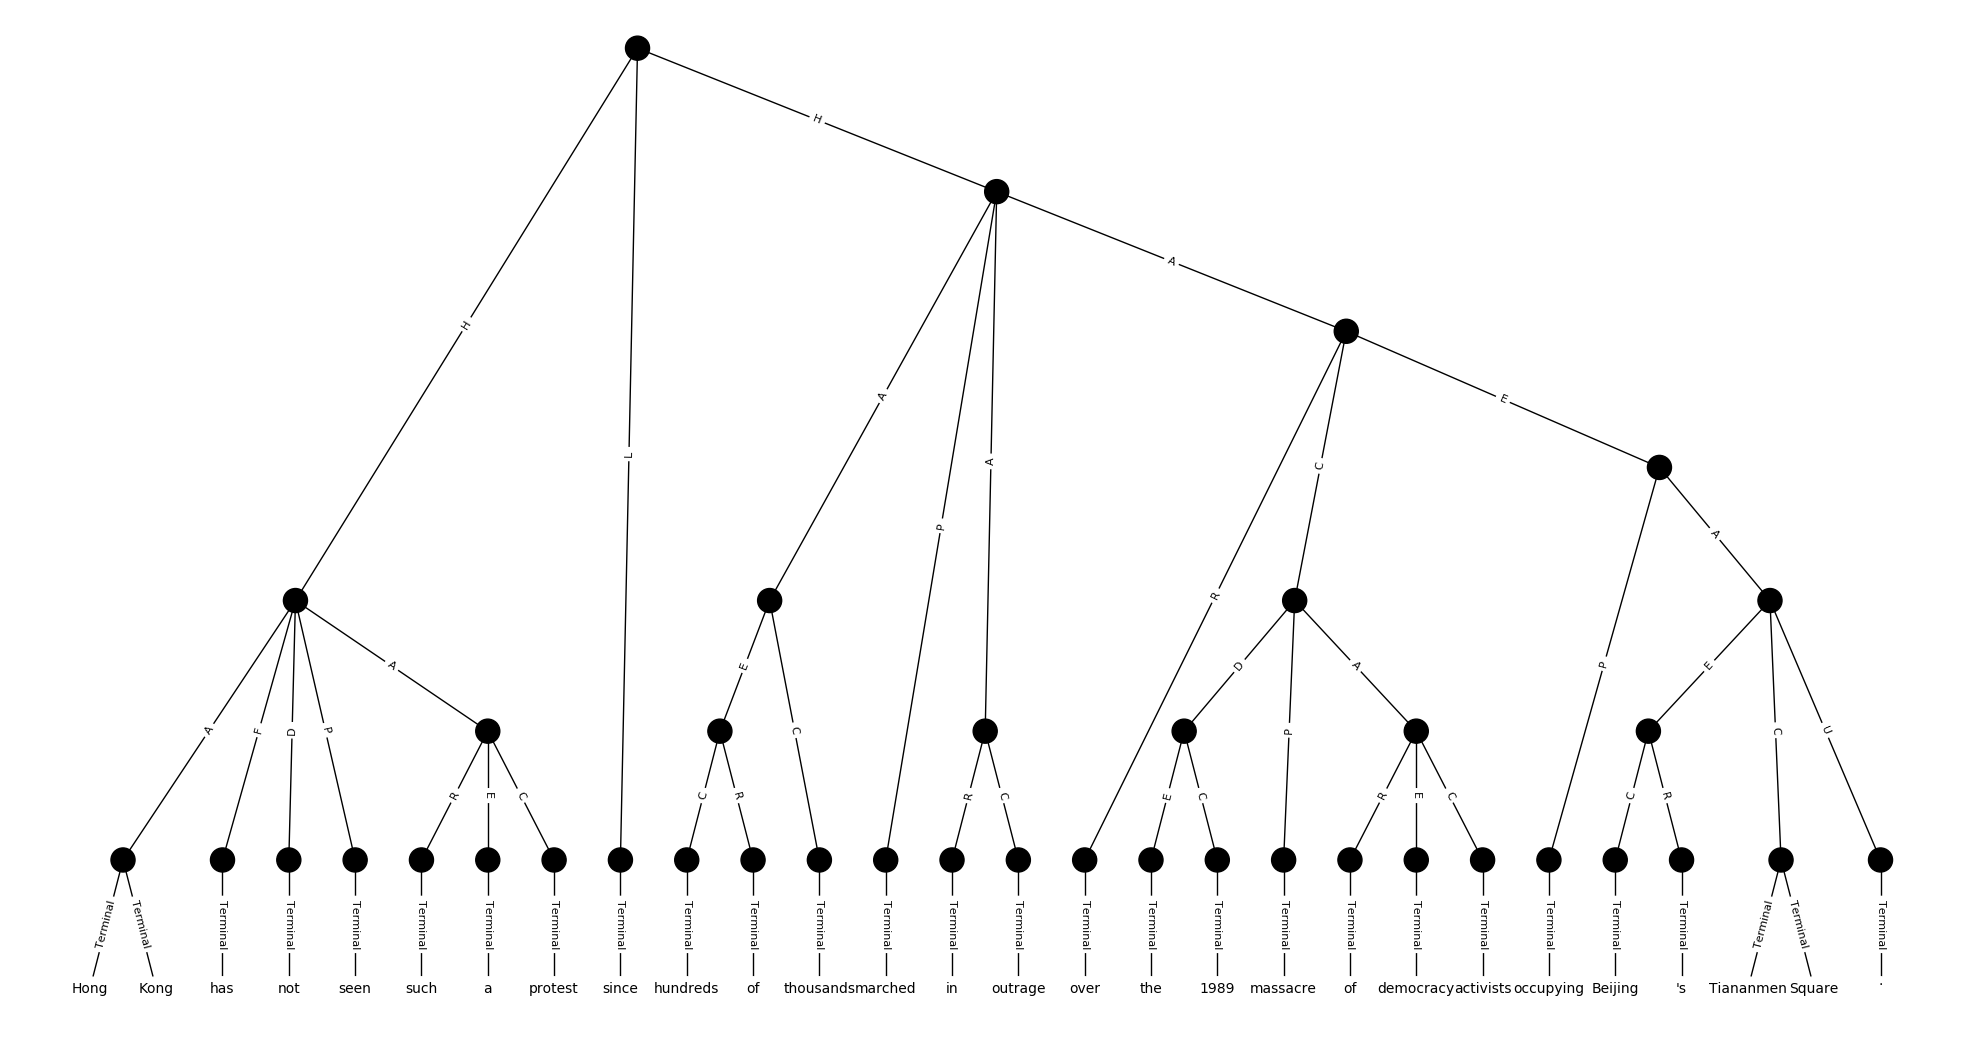 H
H
A
H
A
E
L
A
A
P
A
R
C
P
E
D
A
E
A
F
D
P
C
P
C
U
R
E
C
C
R
R
C
E
C
R
E
C
C
R
Terminal Terminal Terminal Terminal Terminal Terminal Terminal Terminal Terminal Terminal Terminal Terminal Terminal Terminal Terminal Terminal Terminal Terminal Terminal Terminal Terminal Terminal Terminal Terminal Terminal Terminal Terminal Terminal
Hong Kong has not seen such a protest since hundreds of thousands marched in outrage over the 1989 massacre of democracy activists occupying Beijing 's Tiananmen Square .